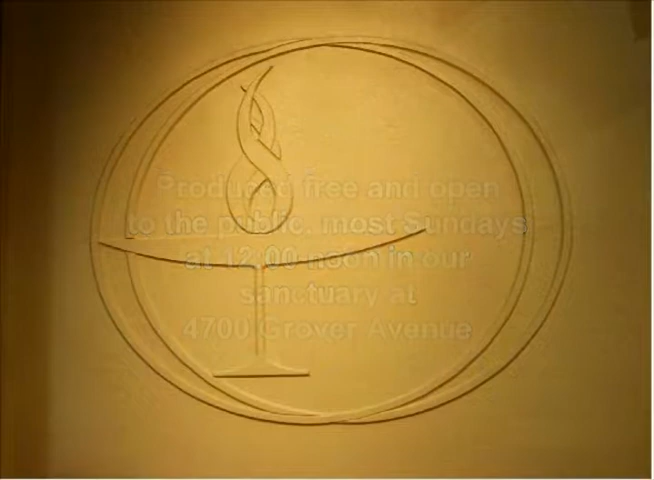 Produced free and open
to the public, most Sundays
at 12:00 noon in our
sanctuary at
4700 Grover Avenue